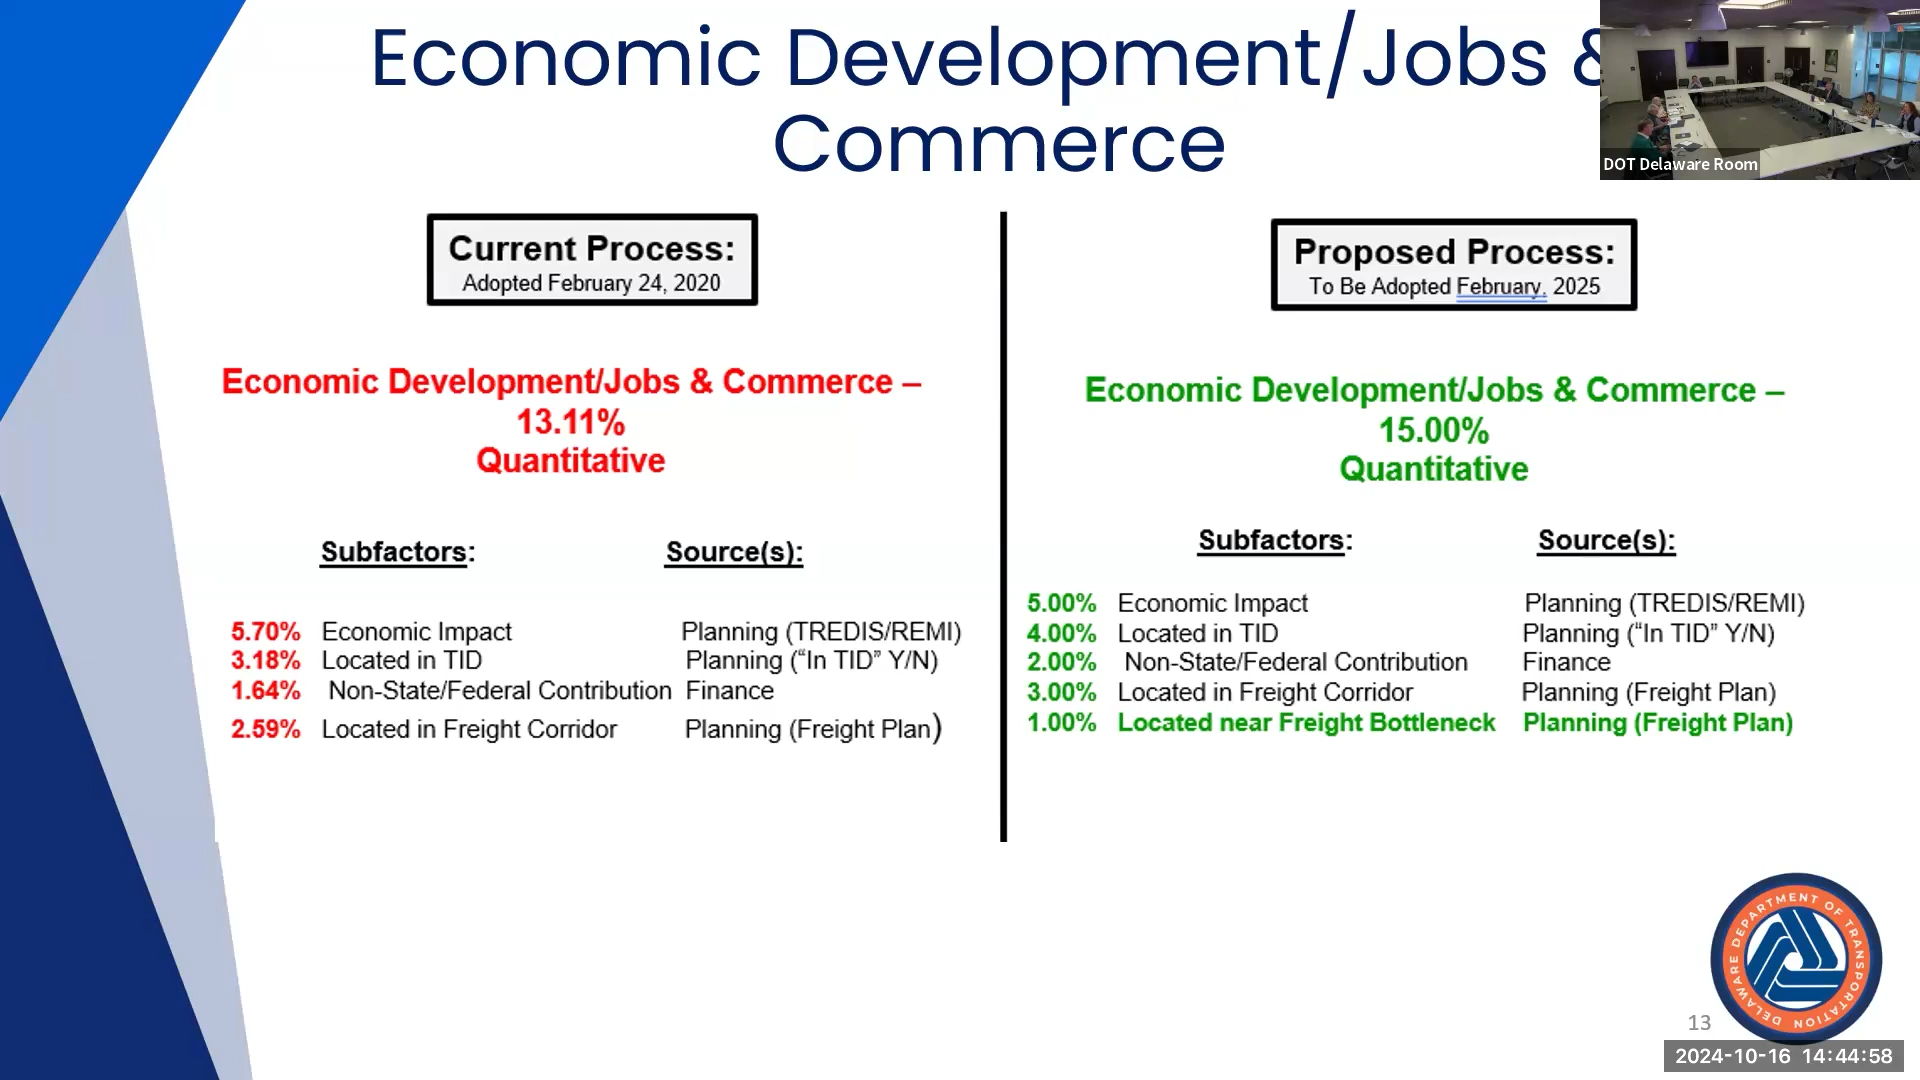 Economic Development/Jobs &
Commerce
DOT Delaware Room
Current Process:
Adopted February 24, 2020
Economic Development/Jobs & Commerce –
13.11%
Quantitative
Subfactors: Source(s):
5.70% Economic Impact Planning (TREDIS/REMI)
3.18% Located in TID Planning (“In TID” Y/N)
1.64% Non-State/Federal Contribution Finance
2.59% Located in Freight Corridor Planning (Freight Plan)
Proposed Process:
To Be Adopted February, 2025
Economic Development/Jobs & Commerce –
15.00%
Quantitative
Subfactors: Source(s):
5.00% Economic Impact Planning (TREDIS/REMI)
4.00% Located in TID Planning (“In TID” Y/N)
2.00% Non-State/Federal Contribution Finance
3.00% Located in Freight Corridor Planning (Freight Plan)
1.00% Located near Freight Bottleneck Planning (Freight Plan)
DELAWARE DEPARTMENT OF TRANSPORTATION
13
2024-10-16 14:44:58